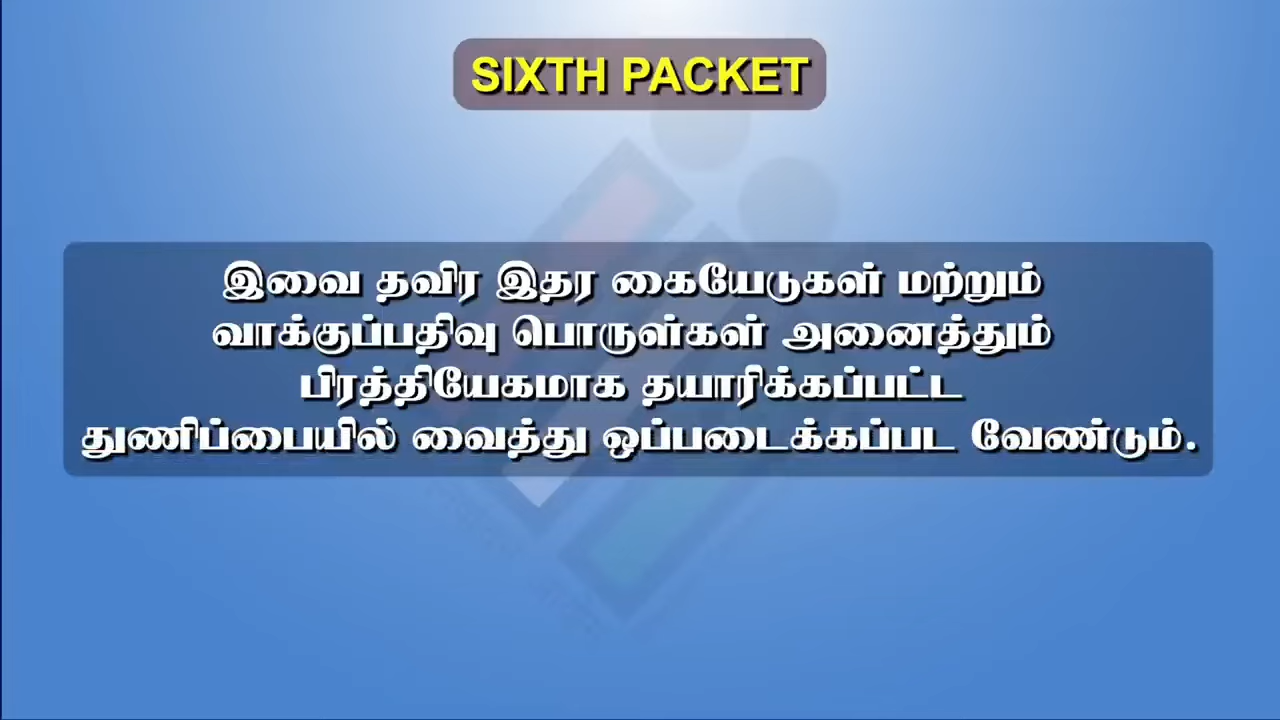 SIXTH PACKET
இவை தவிர இதர கையேடுகள் மற்றும்
வாக்குப்பதிவு பொருள்கள் அனைத்தும்
பிரத்தியேகமாக தயாரிக்கப்பட்ட
துணிப்பையில் வைத்து ஒப்படைக்கப்பட வேண்டும்.